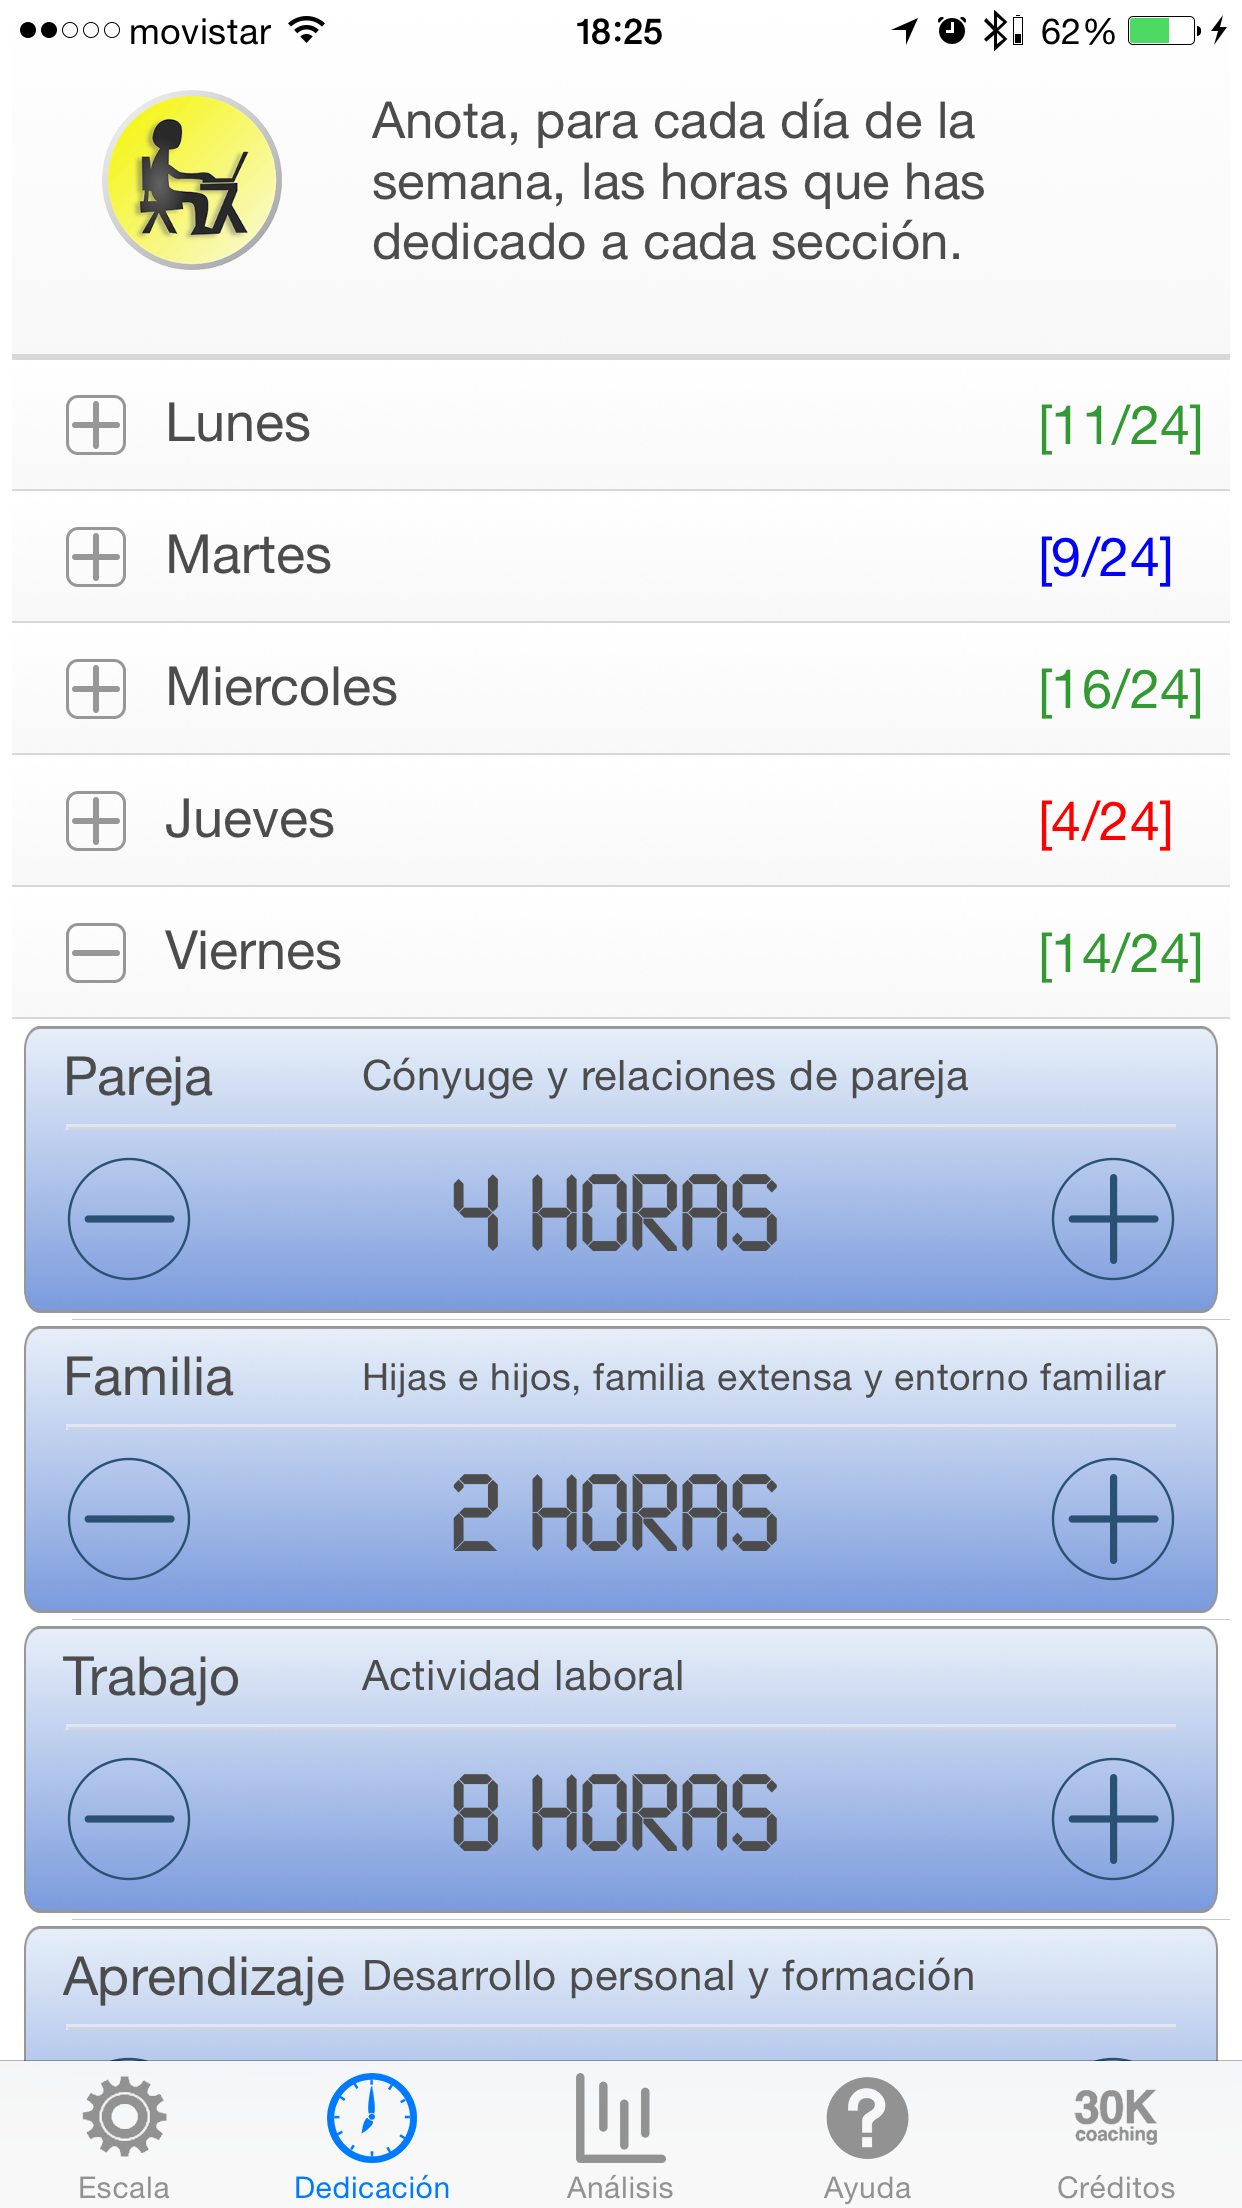 movistar 18:25 62%
Anota, para cada día de la
semana, las horas que has
dedicado a cada sección.
Lunes [11/24]
Martes [9/24]
Miercoles [16/24]
Jueves [4/24]
Viernes [14/24]
Pareja Cónyuge y relaciones de pareja
4 HORAS
Familia Hijas e hijos, familia extensa y entorno familiar
2 HORAS
Trabajo Actividad laboral
8 HORAS
Aprendizaje Desarrollo personal y formación
30K
coaching
Escala Dedicación Análisis Ayuda Créditos